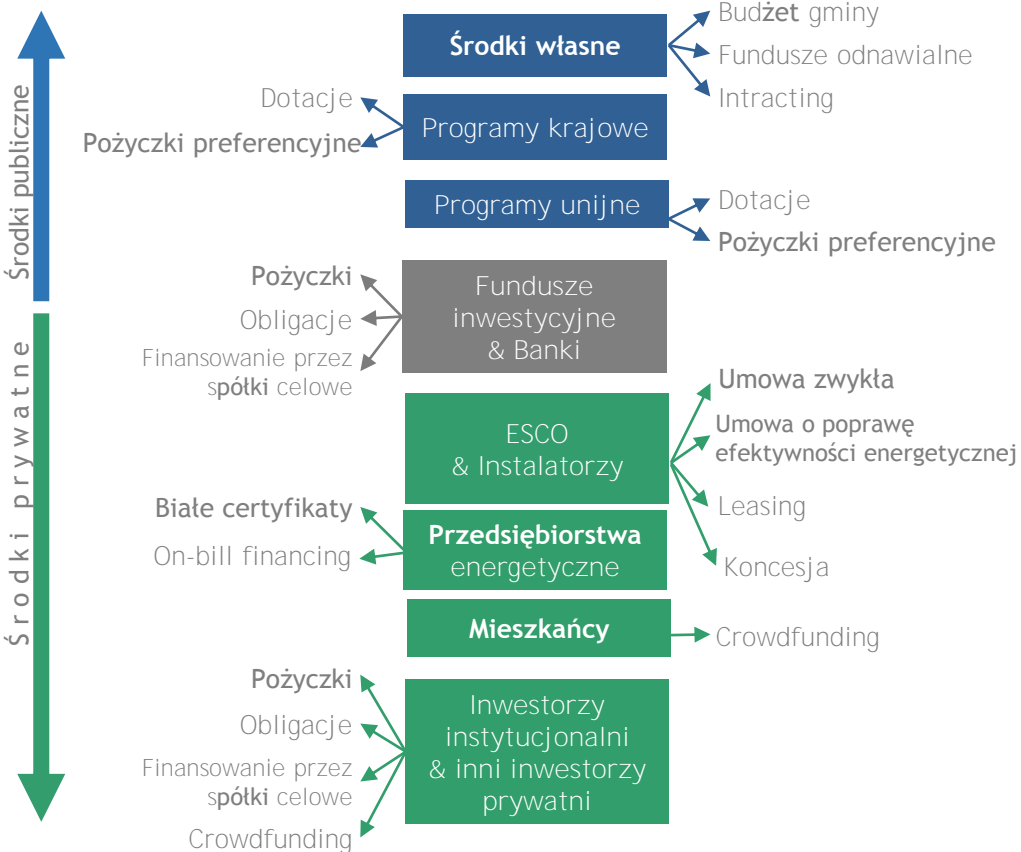 Środki publiczne
Środki prywatne
Środki własne
Budżet gminy
Fundusze odnawialne
Intracting
Programy krajowe
Dotacje
Pożyczki preferencyjne
Programy unijne
Dotacje
Pożyczki preferencyjne
Fundusze
inwestycyjne
& Banki
Pożyczki
Obligacje
Finansowanie przez
spółki celowe
ESCO
& Instalatorzy
Umowa zwykła
Umowa o poprawę
efektywności energetycznej
Leasing
Koncesja
Przedsiębiorstwa
energetyczne
Białe certyfikaty
On-bill financing
Mieszkańcy
Crowdfunding
Inwestorzy
instytucjonalni
& inni inwestorzy
prywatni
Pożyczki
Obligacje
Finansowanie przez
spółki celowe
Crowdfunding